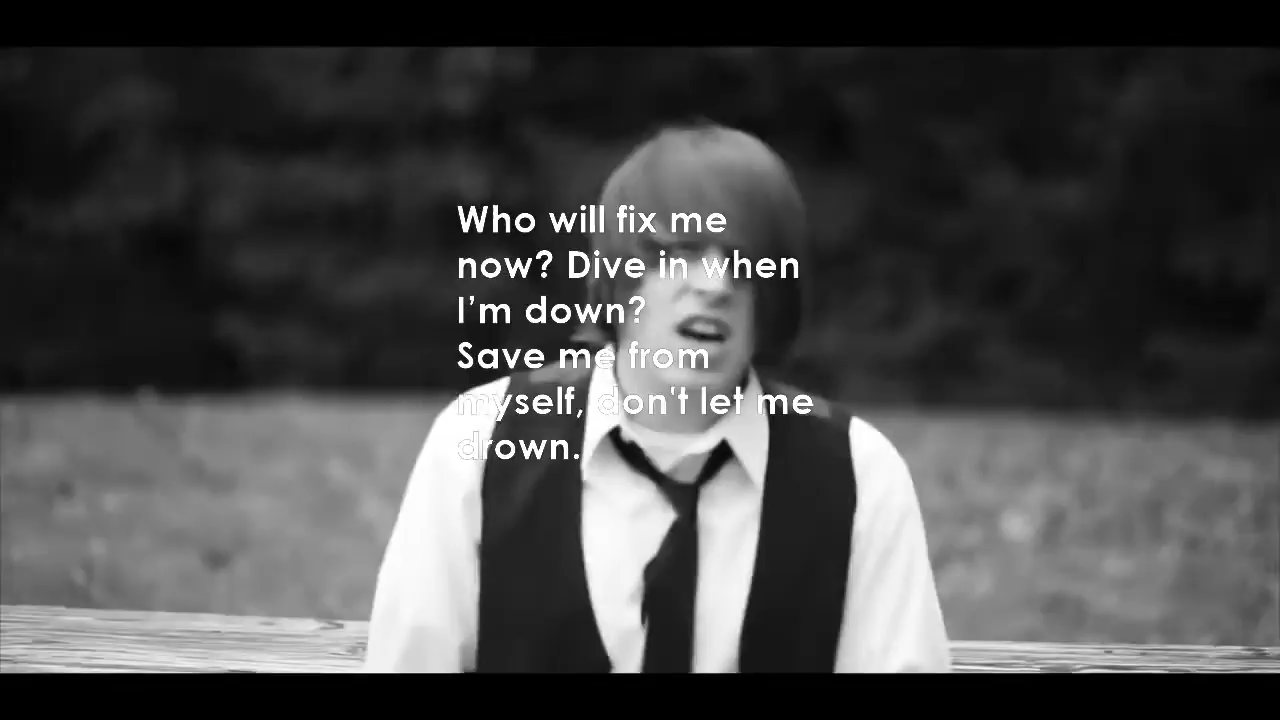 Who will fix me
now? Dive in when
I’m down?
Save me from
myself, don't let me
drown.